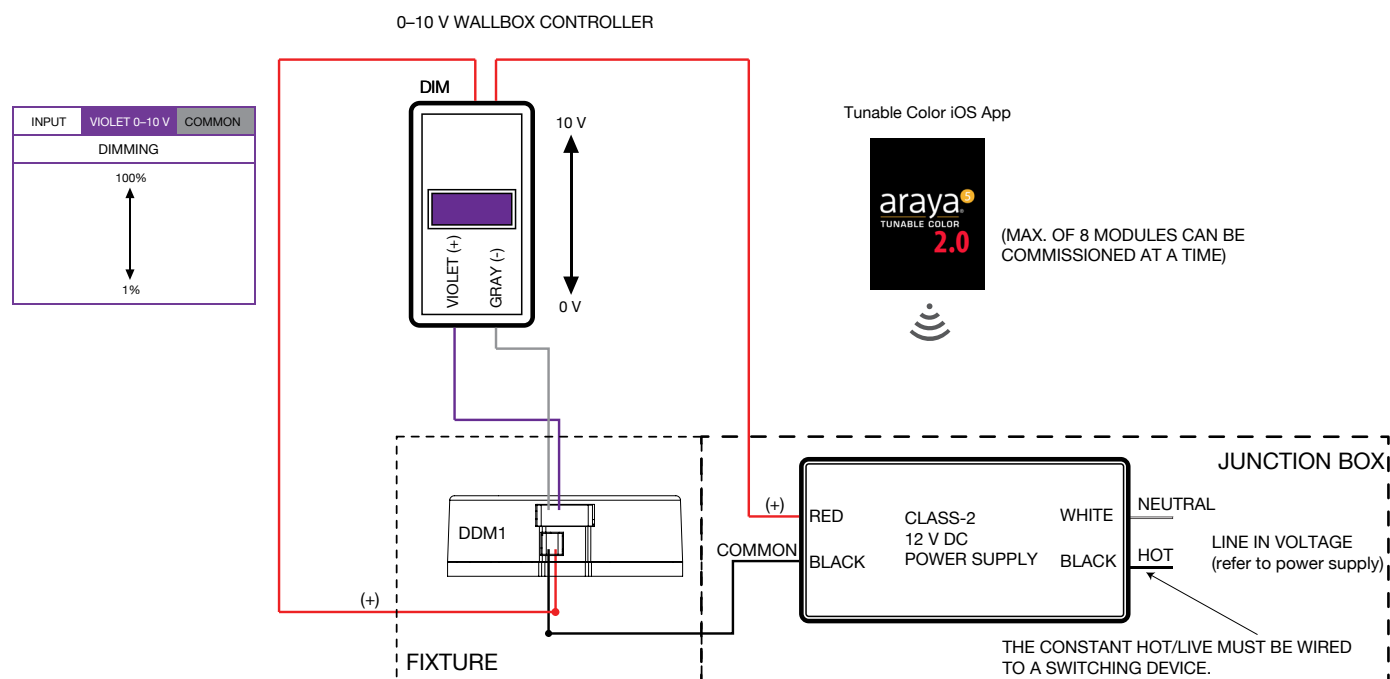 0–10 V WALLBOX CONTROLLER
DIM
INPUT
VIOLET 0–10 V
COMMON
DIMMING
100%
1%
10 V
0 V
VIOLET (+)
GRAY (-)
Tunable Color iOS App
araya®5
TUNABLE COLOR
2.0
(MAX. OF 8 MODULES CAN BE
COMMISSIONED AT A TIME)
JUNCTION BOX
(+)
RED
COMMON
BLACK
CLASS-2
12 V DC
POWER SUPPLY
WHITE
NEUTRAL
BLACK
HOT
LINE IN VOLTAGE
(refer to power supply)
DDM1
(+)
FIXTURE
THE CONSTANT HOT/LIVE MUST BE WIRED
TO A SWITCHING DEVICE.